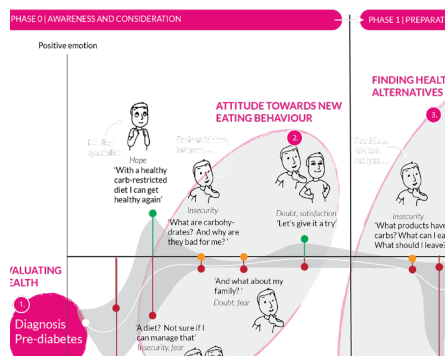 PHASE 0 | AWARENESS AND CONSIDERATION
PHASE 1 | PREPARAT
Positive emotion
FINDING HEALT
ALTERNATIVES
3.
ATTITUDE TOWARDS NEW
EATING BEHAVIOUR
2.
Hope
'With a healthy
carb-restricted
diet I can get
healthy again'
Insecurity
'What are carbohy-
drates? And why are
they bad for me? '
Doubt, satisfaction
'Let's give it a try'
insecurity
'What products have
carbs? What can I ea
What should I leave?
VALUATING
EALTH
1.
Diagnosis
Pre-diabetes
'A diet? Not sure if I
can manage that'
Insecurity, fear
'And what about my
family? '
Doubt, fear